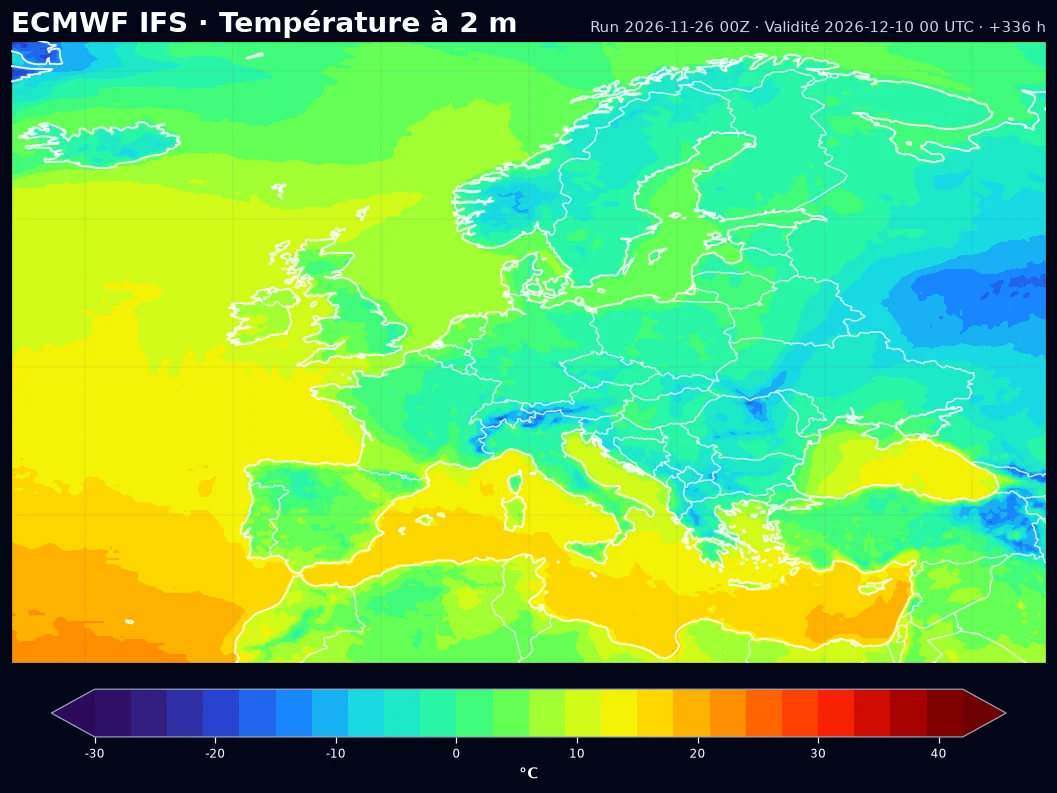 ECMWF IFS · Température à 2 m
Run 2026-11-26 00Z · Validité 2026-12-10 00 UTC · +336 h
-30 -20 -10 0 10 20 30 40
°C